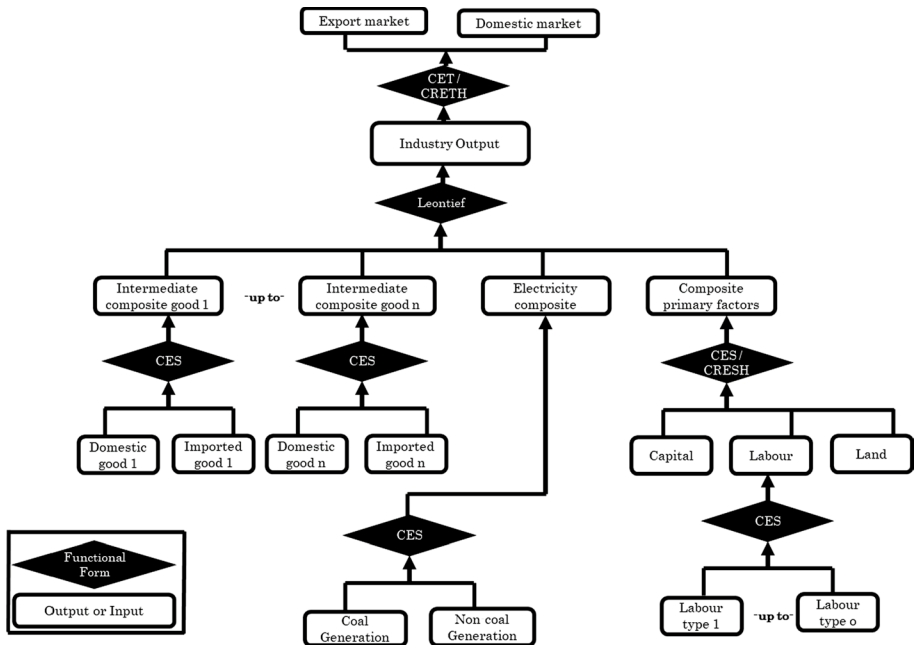 Export market
Domestic market
CET /
CRETH
Industry Output
Leontief
Intermediate
composite good 1
-up to-
Intermediate
composite good n
Electricity
composite
Composite
primary factors
CES
CES
CES /
CRESH
Domestic
good 1
Imported
good 1
Domestic
good n
Imported
good n
Capital
Labour
Land
CES
CES
Functional
Form
Output or Input
Coal
Generation
Non coal
Generation
Labour
type 1
-up to-
Labour
type o